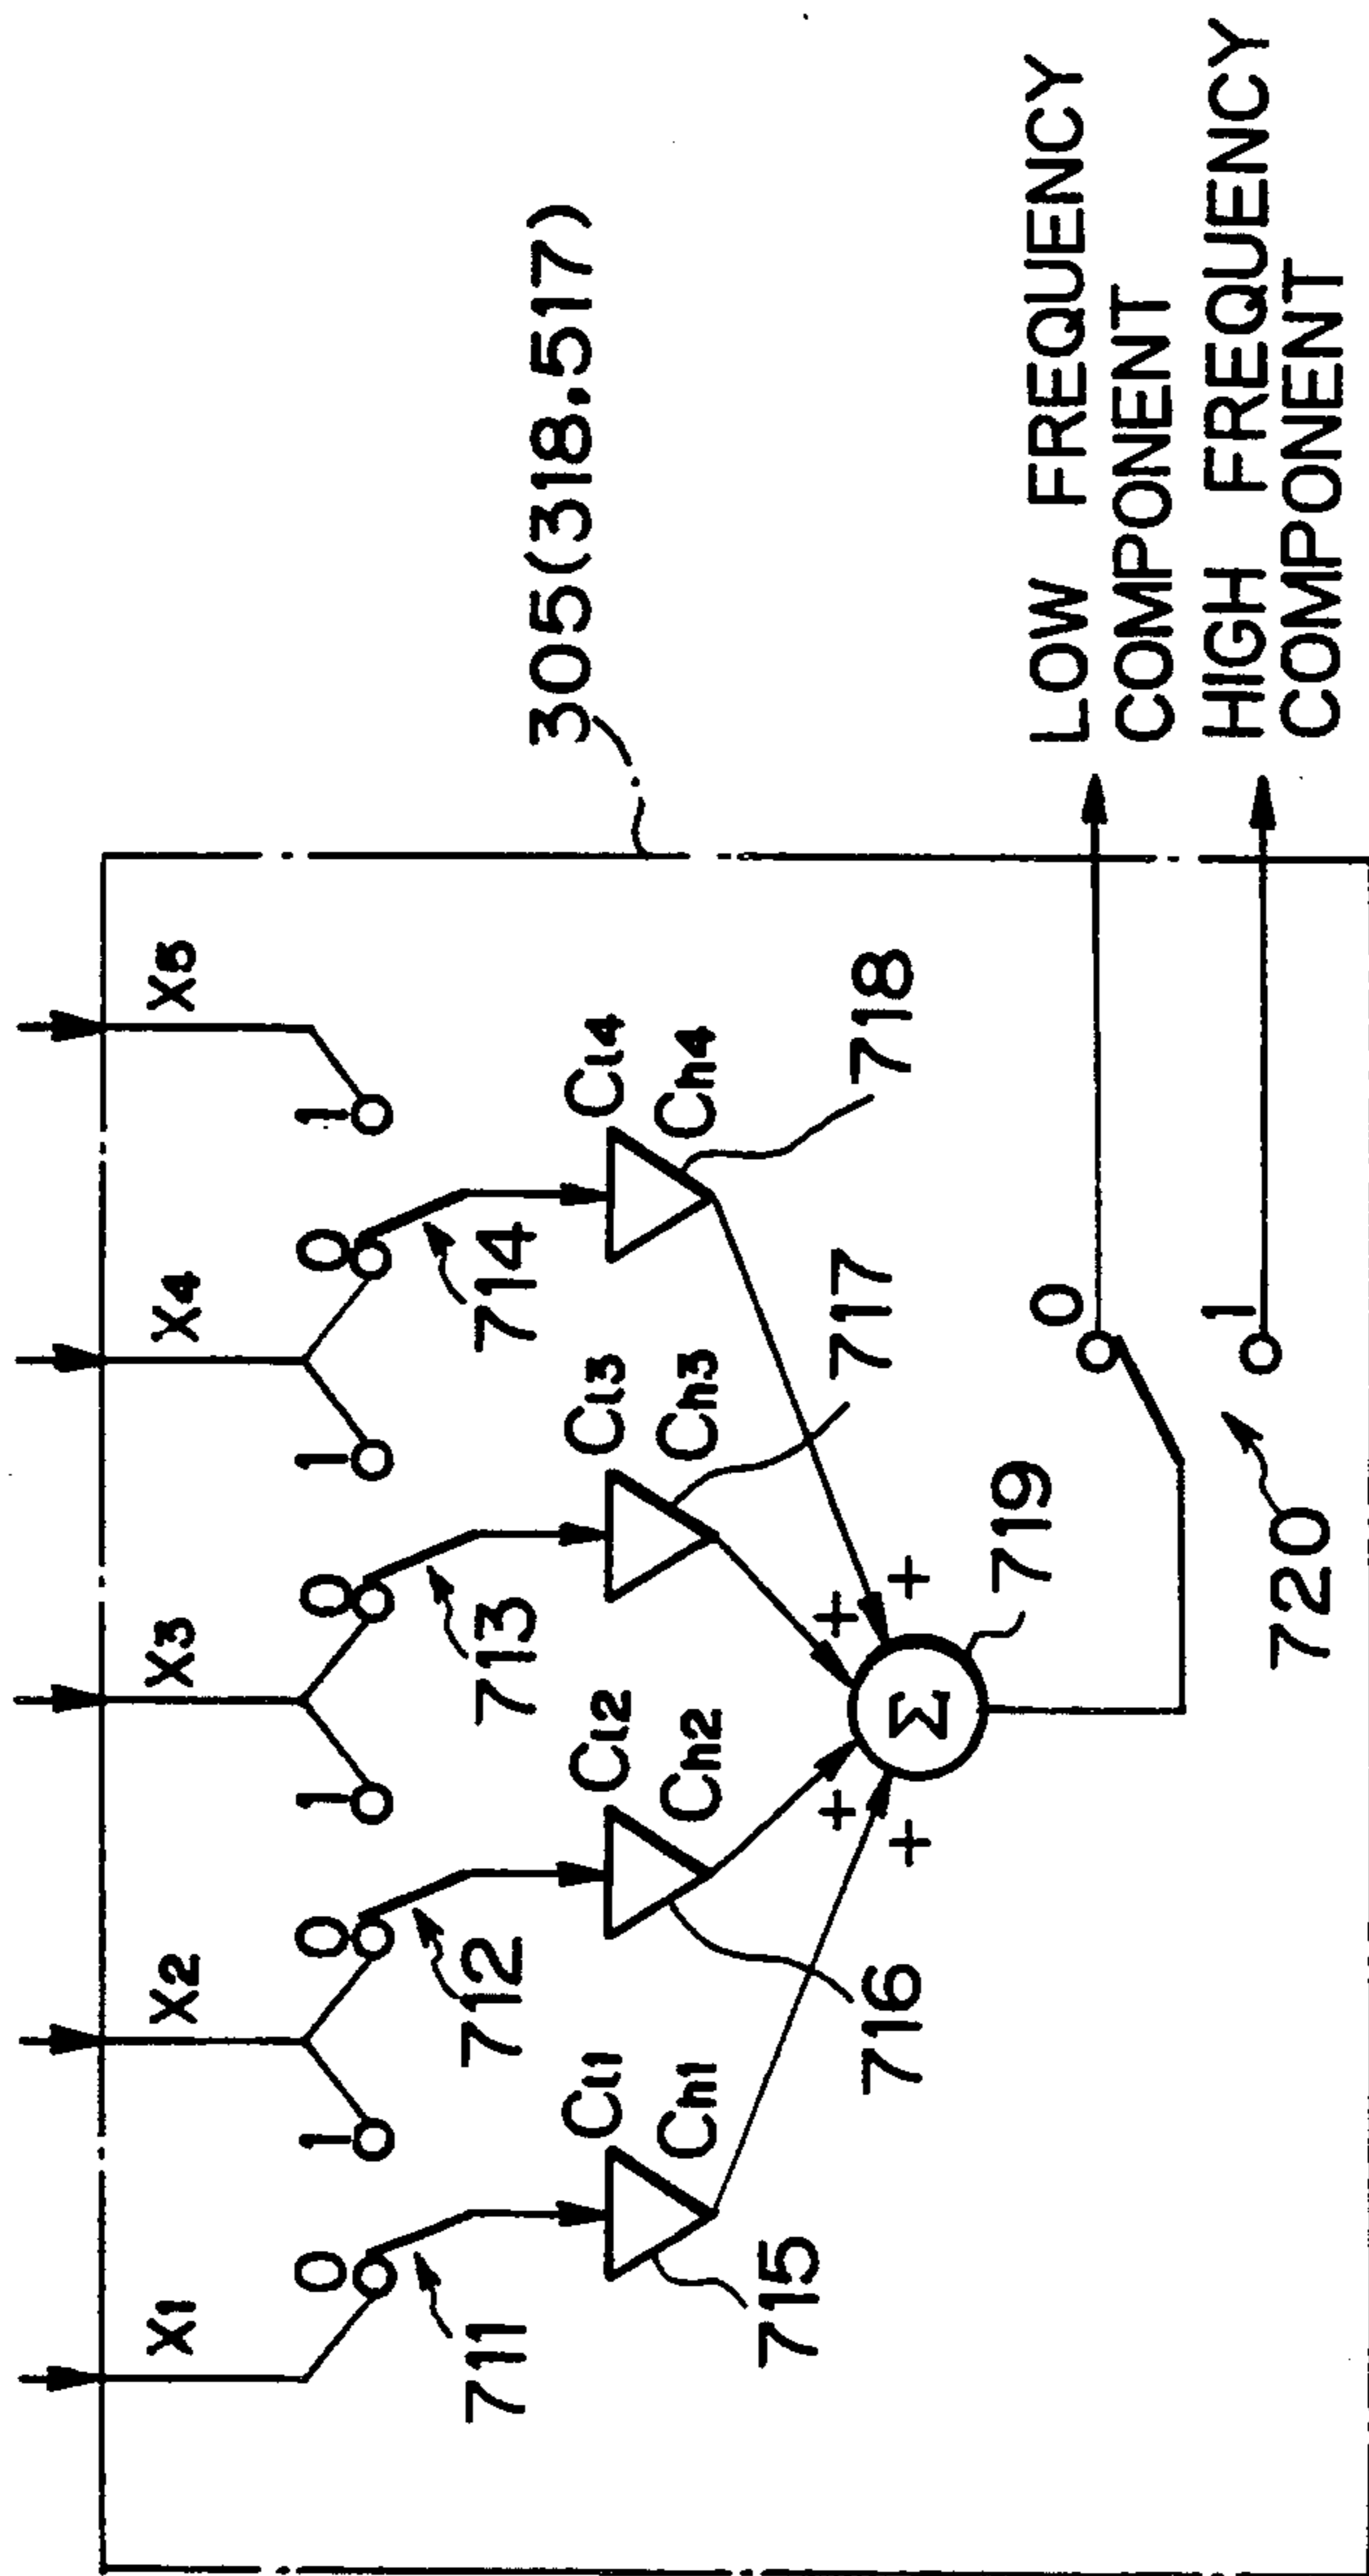 305(318.517)
X1
X2
X3
X4
X5
0
1
0
1
0
1
0
1
711
712
713
714
Cl1
Ch1
Cl2
Ch2
Cl3
Ch3
Cl4
Ch4
715
716
717
718
+
+
+
+
Σ
719
0
1
720
LOW FREQUENCY
COMPONENT
HIGH FREQUENCY
COMPONENT